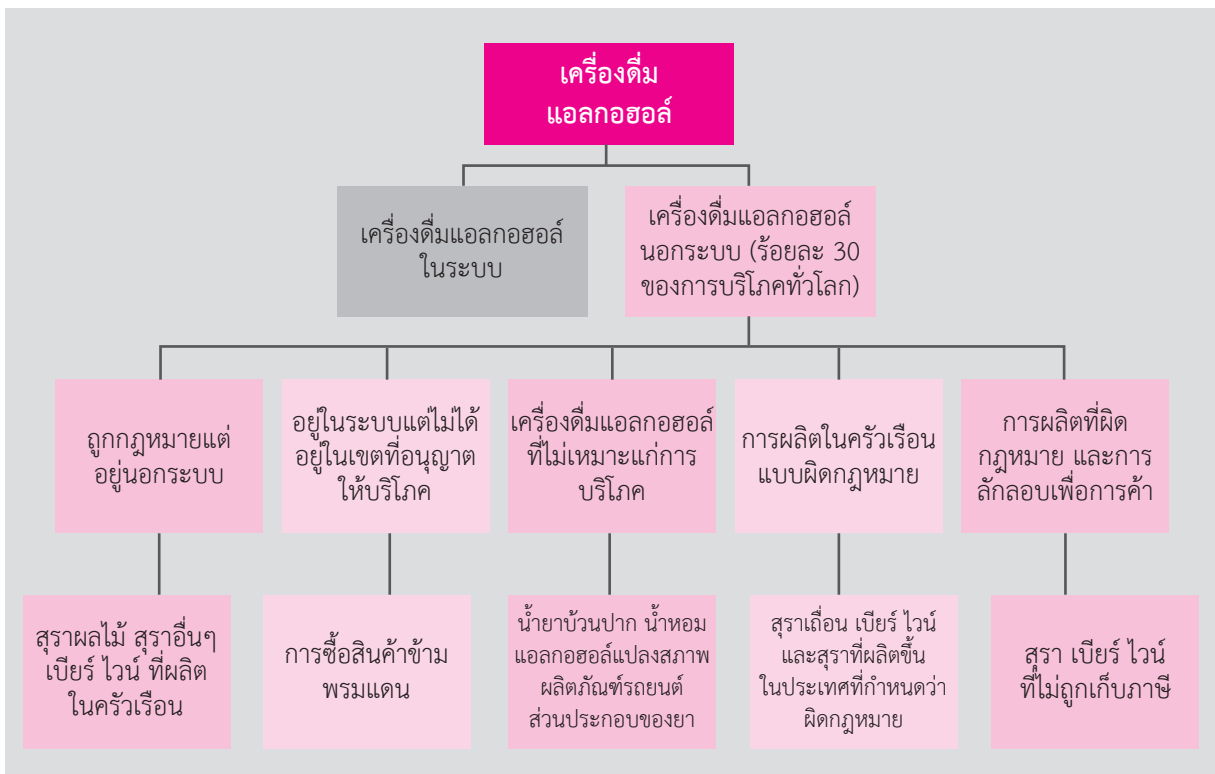 เครื่องดื่ม
แอลกอฮอล์
เครื่องดื่มแอลกอฮอล์
ในระบบ
เครื่องดื่มแอลกอฮอล์
นอกระบบ (ร้อยละ 30
ของการบริโภคทั่วโลก)
ถูกกฎหมายแต่
อยู่นอกระบบ
อยู่ในระบบแต่ไม่ได้
อยู่ในเขตที่อนุญาต
ให้บริโภค
เครื่องดื่มแอลกอฮอล์
ที่ไม่เหมาะแก่การ
บริโภค
การผลิตในครัวเรือน
แบบผิดกฎหมาย
การผลิตที่ผิด
กฎหมาย และการ
ลักลอบเพื่อการค้า
สุราผลไม้ สุราอื่นๆ
เบียร์ ไวน์ ที่ผลิต
ในครัวเรือน
การซื้อสินค้าข้าม
พรมแดน
น้ำยาบ้วนปาก น้ำหอม
แอลกอฮอล์แปลงสภาพ
ผลิตภัณฑ์รถยนต์
ส่วนประกอบของยา
สุราเถื่อน เบียร์ ไวน์
และสุราที่ผลิตขึ้น
ในประเทศที่กำหนดว่า
ผิดกฎหมาย
สุรา เบียร์ ไวน์
ที่ไม่ถูกเก็บภาษี